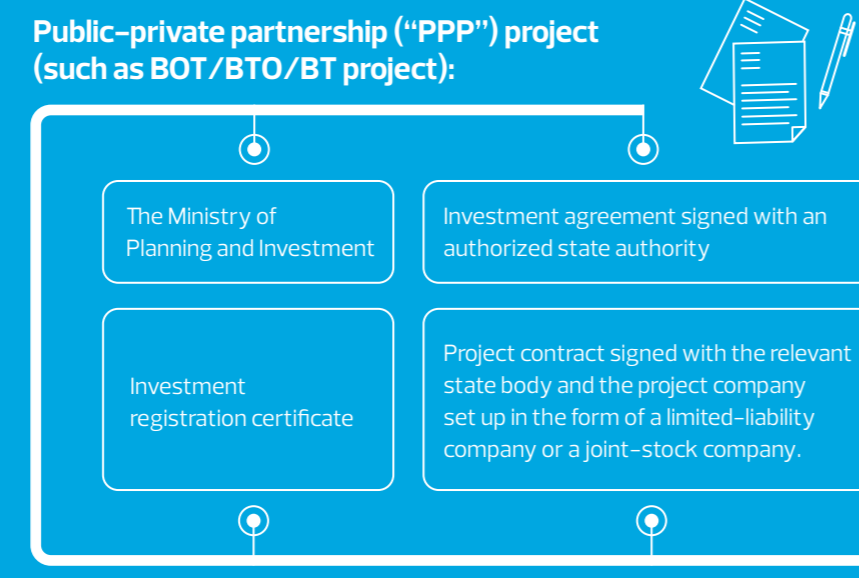 Public-private partnership (“PPP”) project
(such as BOT/BTO/BT project):
The Ministry of
Planning and Investment
Investment agreement signed with an
authorized state authority
Investment
registration certificate
Project contract signed with the relevant
state body and the project company
set up in the form of a limited-liability
company or a joint-stock company.